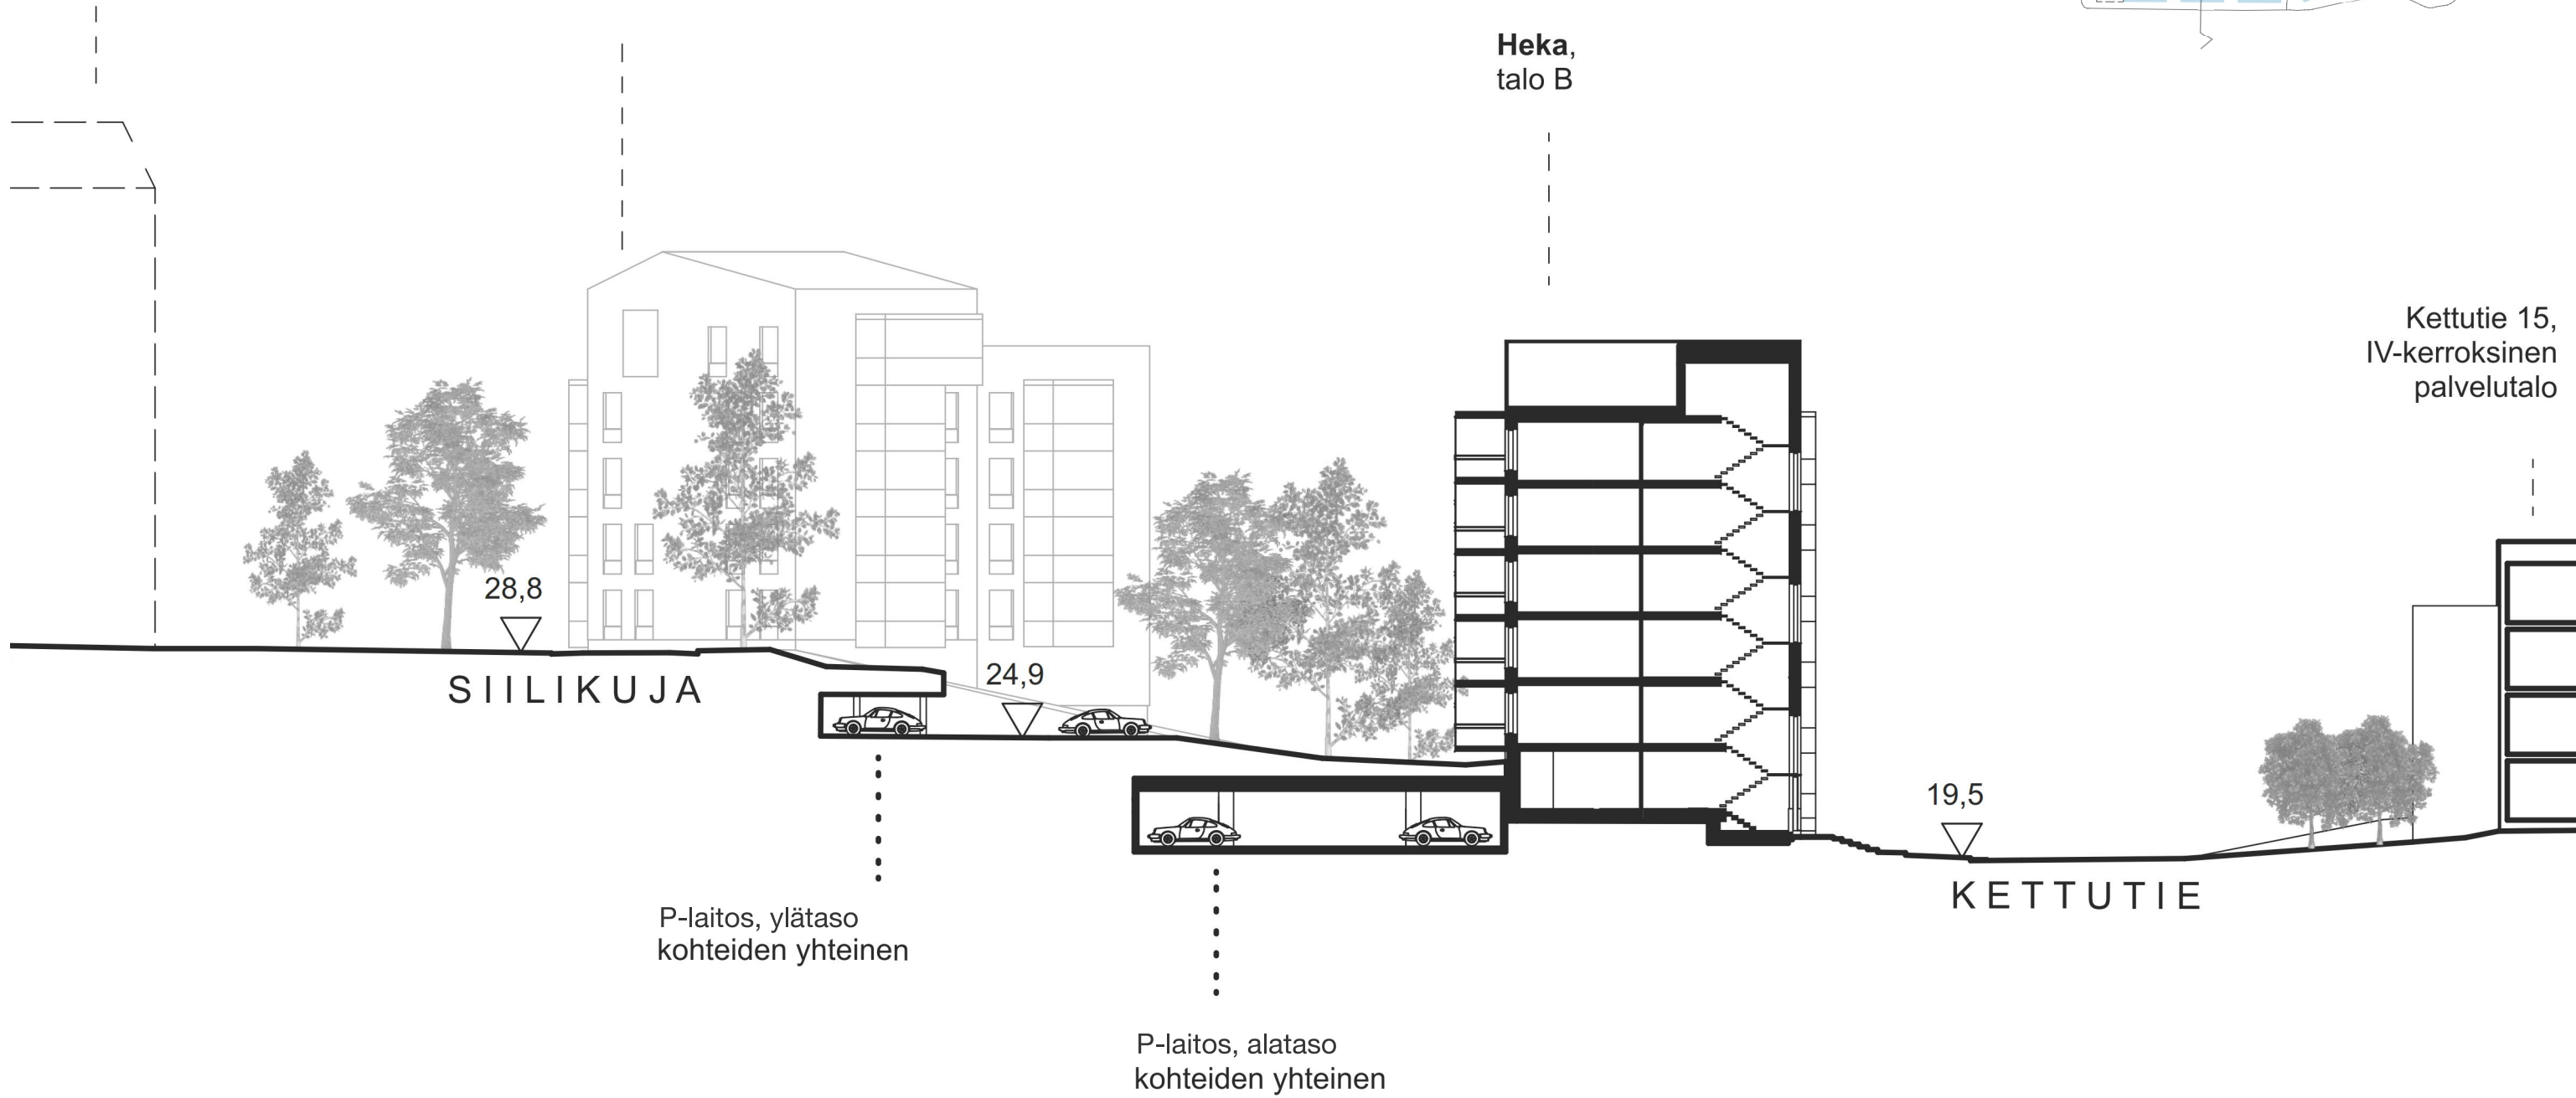 Heka,
talo B
Kettutie 15,
IV-kerroksinen
palvelutalo
28,8
SIILIKUJA
24,9
19,5
KETTUTIE
P-laitos, ylätaso
kohteiden yhteinen
P-laitos, alataso
kohteiden yhteinen